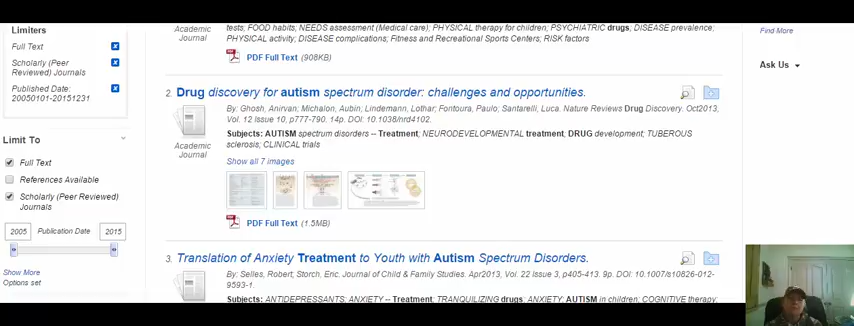 Limiters
Full Text
Scholarly (Peer
Reviewed) Journals
Published Date:
20050101-20151231
Limit To
Full Text
References Available
Scholarly (Peer Reviewed)
Journals
2005 Publication Date 2015
Show More
Options set
Academic
Journal
tests; FOOD habits; NEEDS assessment (Medical care); PHYSICAL therapy for children; PSYCHIATRIC drugs; DISEASE prevalence;
PHYSICAL activity; DISEASE complications; Fitness and Recreational Sports Centers; RISK factors
PDF Full Text (908KB)
2. Drug discovery for autism spectrum disorder: challenges and opportunities.
By: Ghosh, Anirvan; Michalon, Aubin; Lindemann, Lothar; Fontoura, Paulo; Santarelli, Luca. Nature Reviews Drug Discovery. Oct2013,
Vol. 12 Issue 10, p777-790. 14p. DOI: 10.1038/nrd4102.
Academic
Journal
Subjects: AUTISM spectrum disorders -- Treatment; NEURODEVELOPMENTAL treatment; DRUG development; TUBEROUS
sclerosis; CLINICAL trials
Show all 7 images
PDF Full Text (1.5MB)
3. Translation of Anxiety Treatment to Youth with Autism Spectrum Disorders.
By: Selles, Robert; Storch, Eric. Journal of Child & Family Studies. Apr2013, Vol. 22 Issue 3, p405-413. 9p. DOI: 10.1007/s10826-012-
9593-1.
Academic
Subjects: ANTIDEPRESSANTS; ANXIETY -- Treatment; TRANQUILIZING drugs; ANXIETY; AUTISM in children; COGNITIVE therapy;
Find More
Ask Us